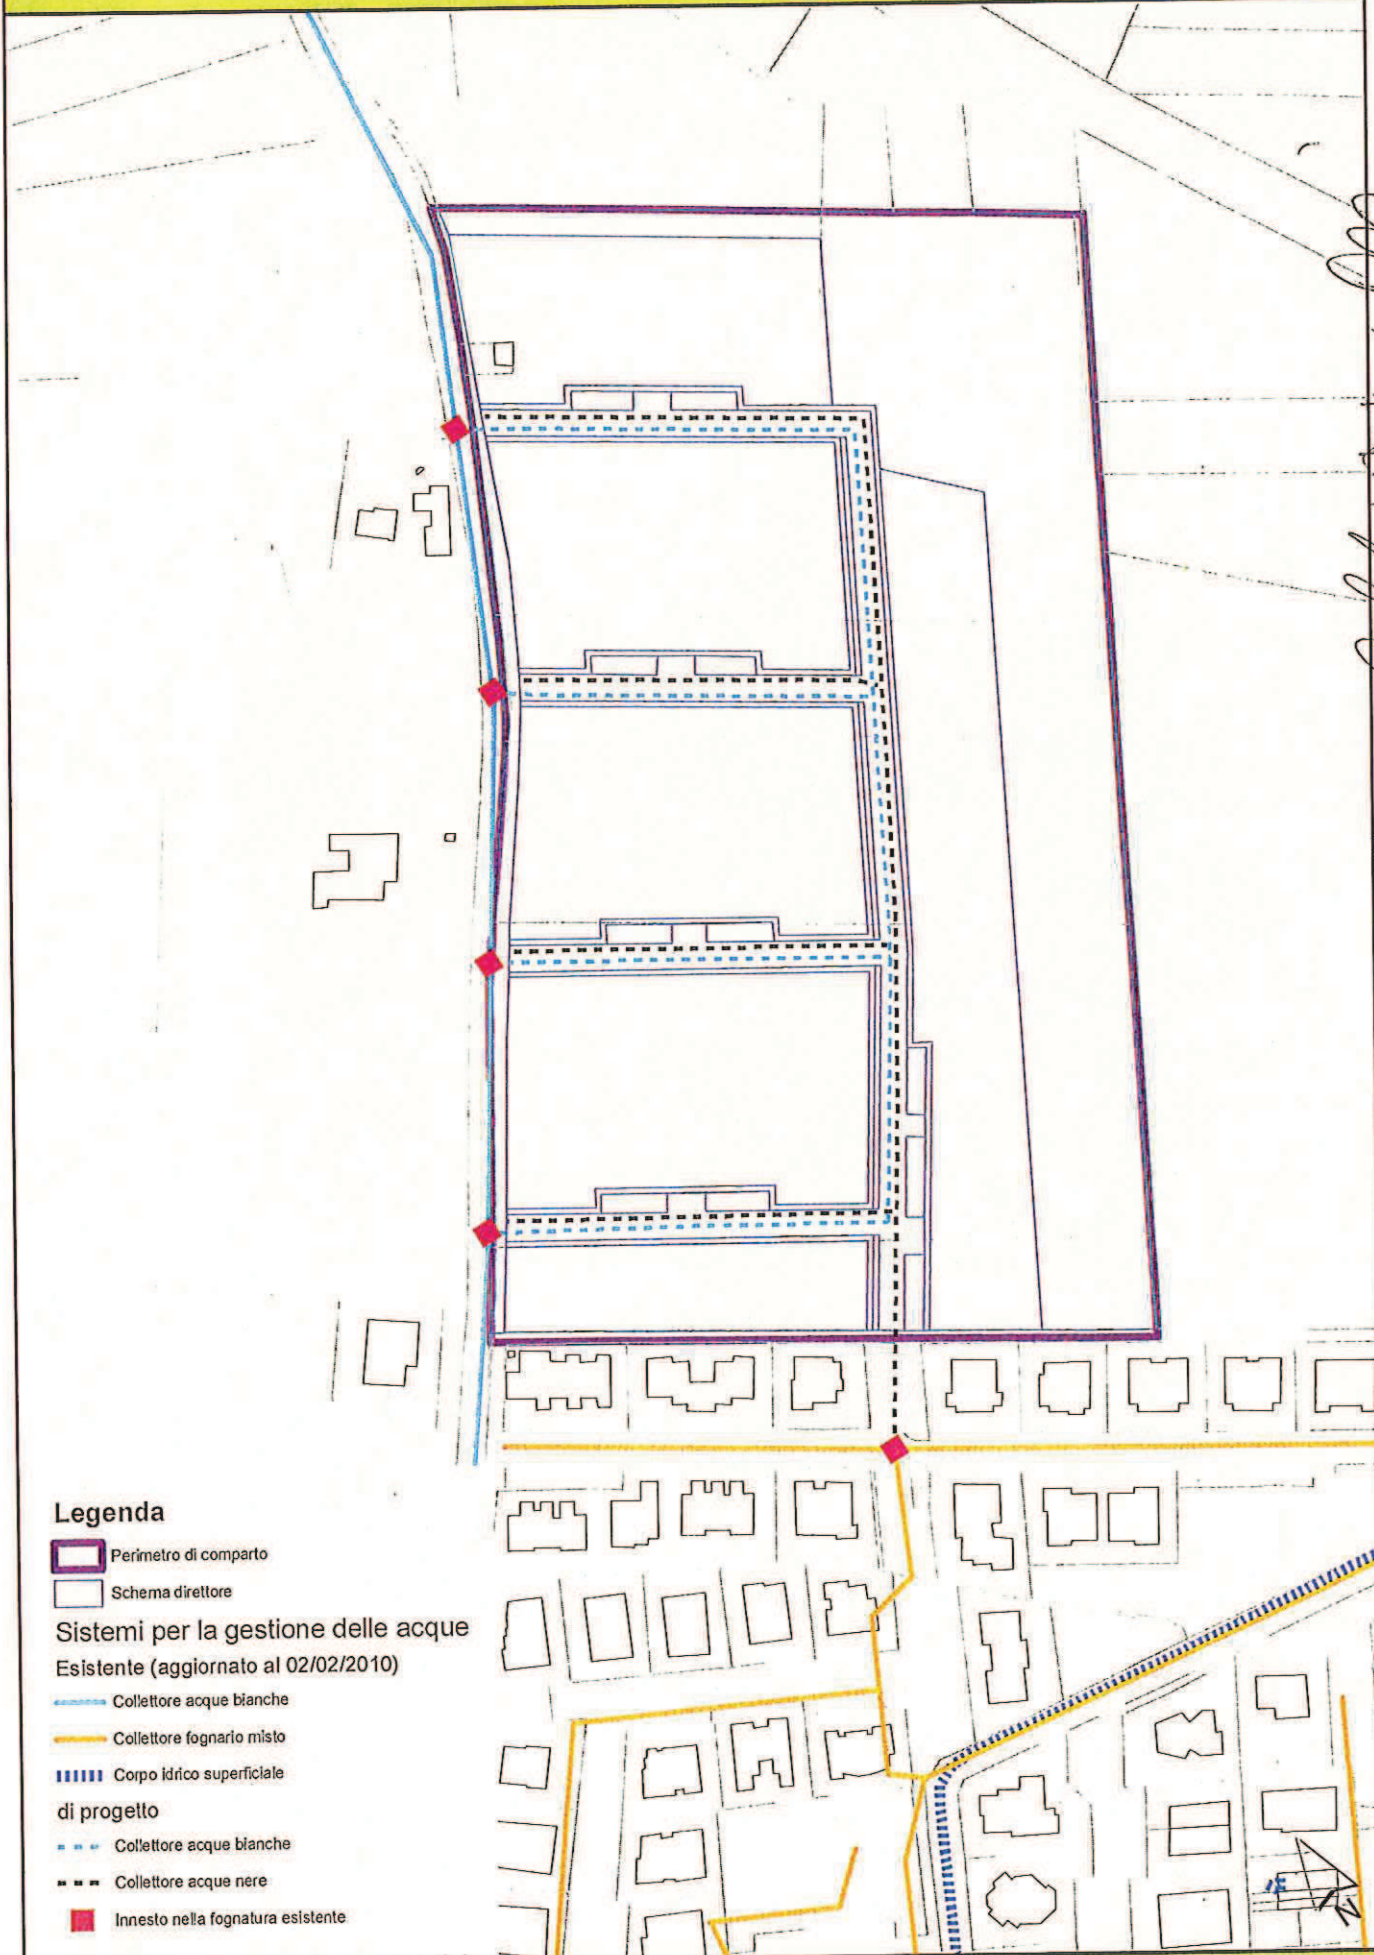 Legenda
Perimetro di comparto
Schema direttore
Sistemi per la gestione delle acque
Esistente (aggiornato al 02/02/2010)
Collettore acque bianche
Collettore fognario misto
Corpo idrico superficiale
di progetto
Collettore acque bianche
Collettore acque nere
Innesto nella fognatura esistente